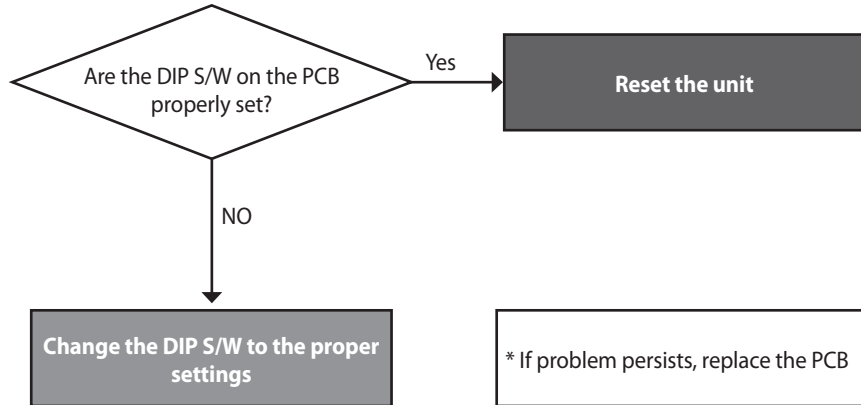 Are the DIP S/W on the PCB
properly set?
Yes
Reset the unit
NO
Change the DIP S/W to the proper
settings
* If problem persists, replace the PCB